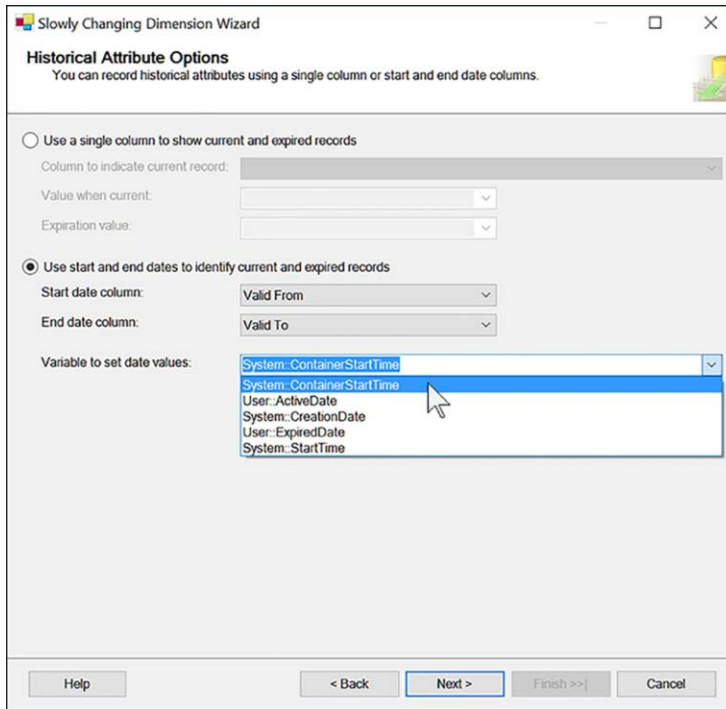 Slowly Changing Dimension Wizard
Historical Attribute Options
You can record historical attributes using a single column or start and end date columns.
Use a single column to show current and expired records
Column to indicate current record:
Value when current:
Expiration value:
Use start and end dates to identify current and expired records
Start date column: Valid From
End date column: Valid To
Variable to set date values: System::ContainerStartTime
System::ContainerStartTime
User::ActiveDate
System::CreationDate
User::ExpiredDate
System::StartTime
Help < Back Next > Finish >>| Cancel